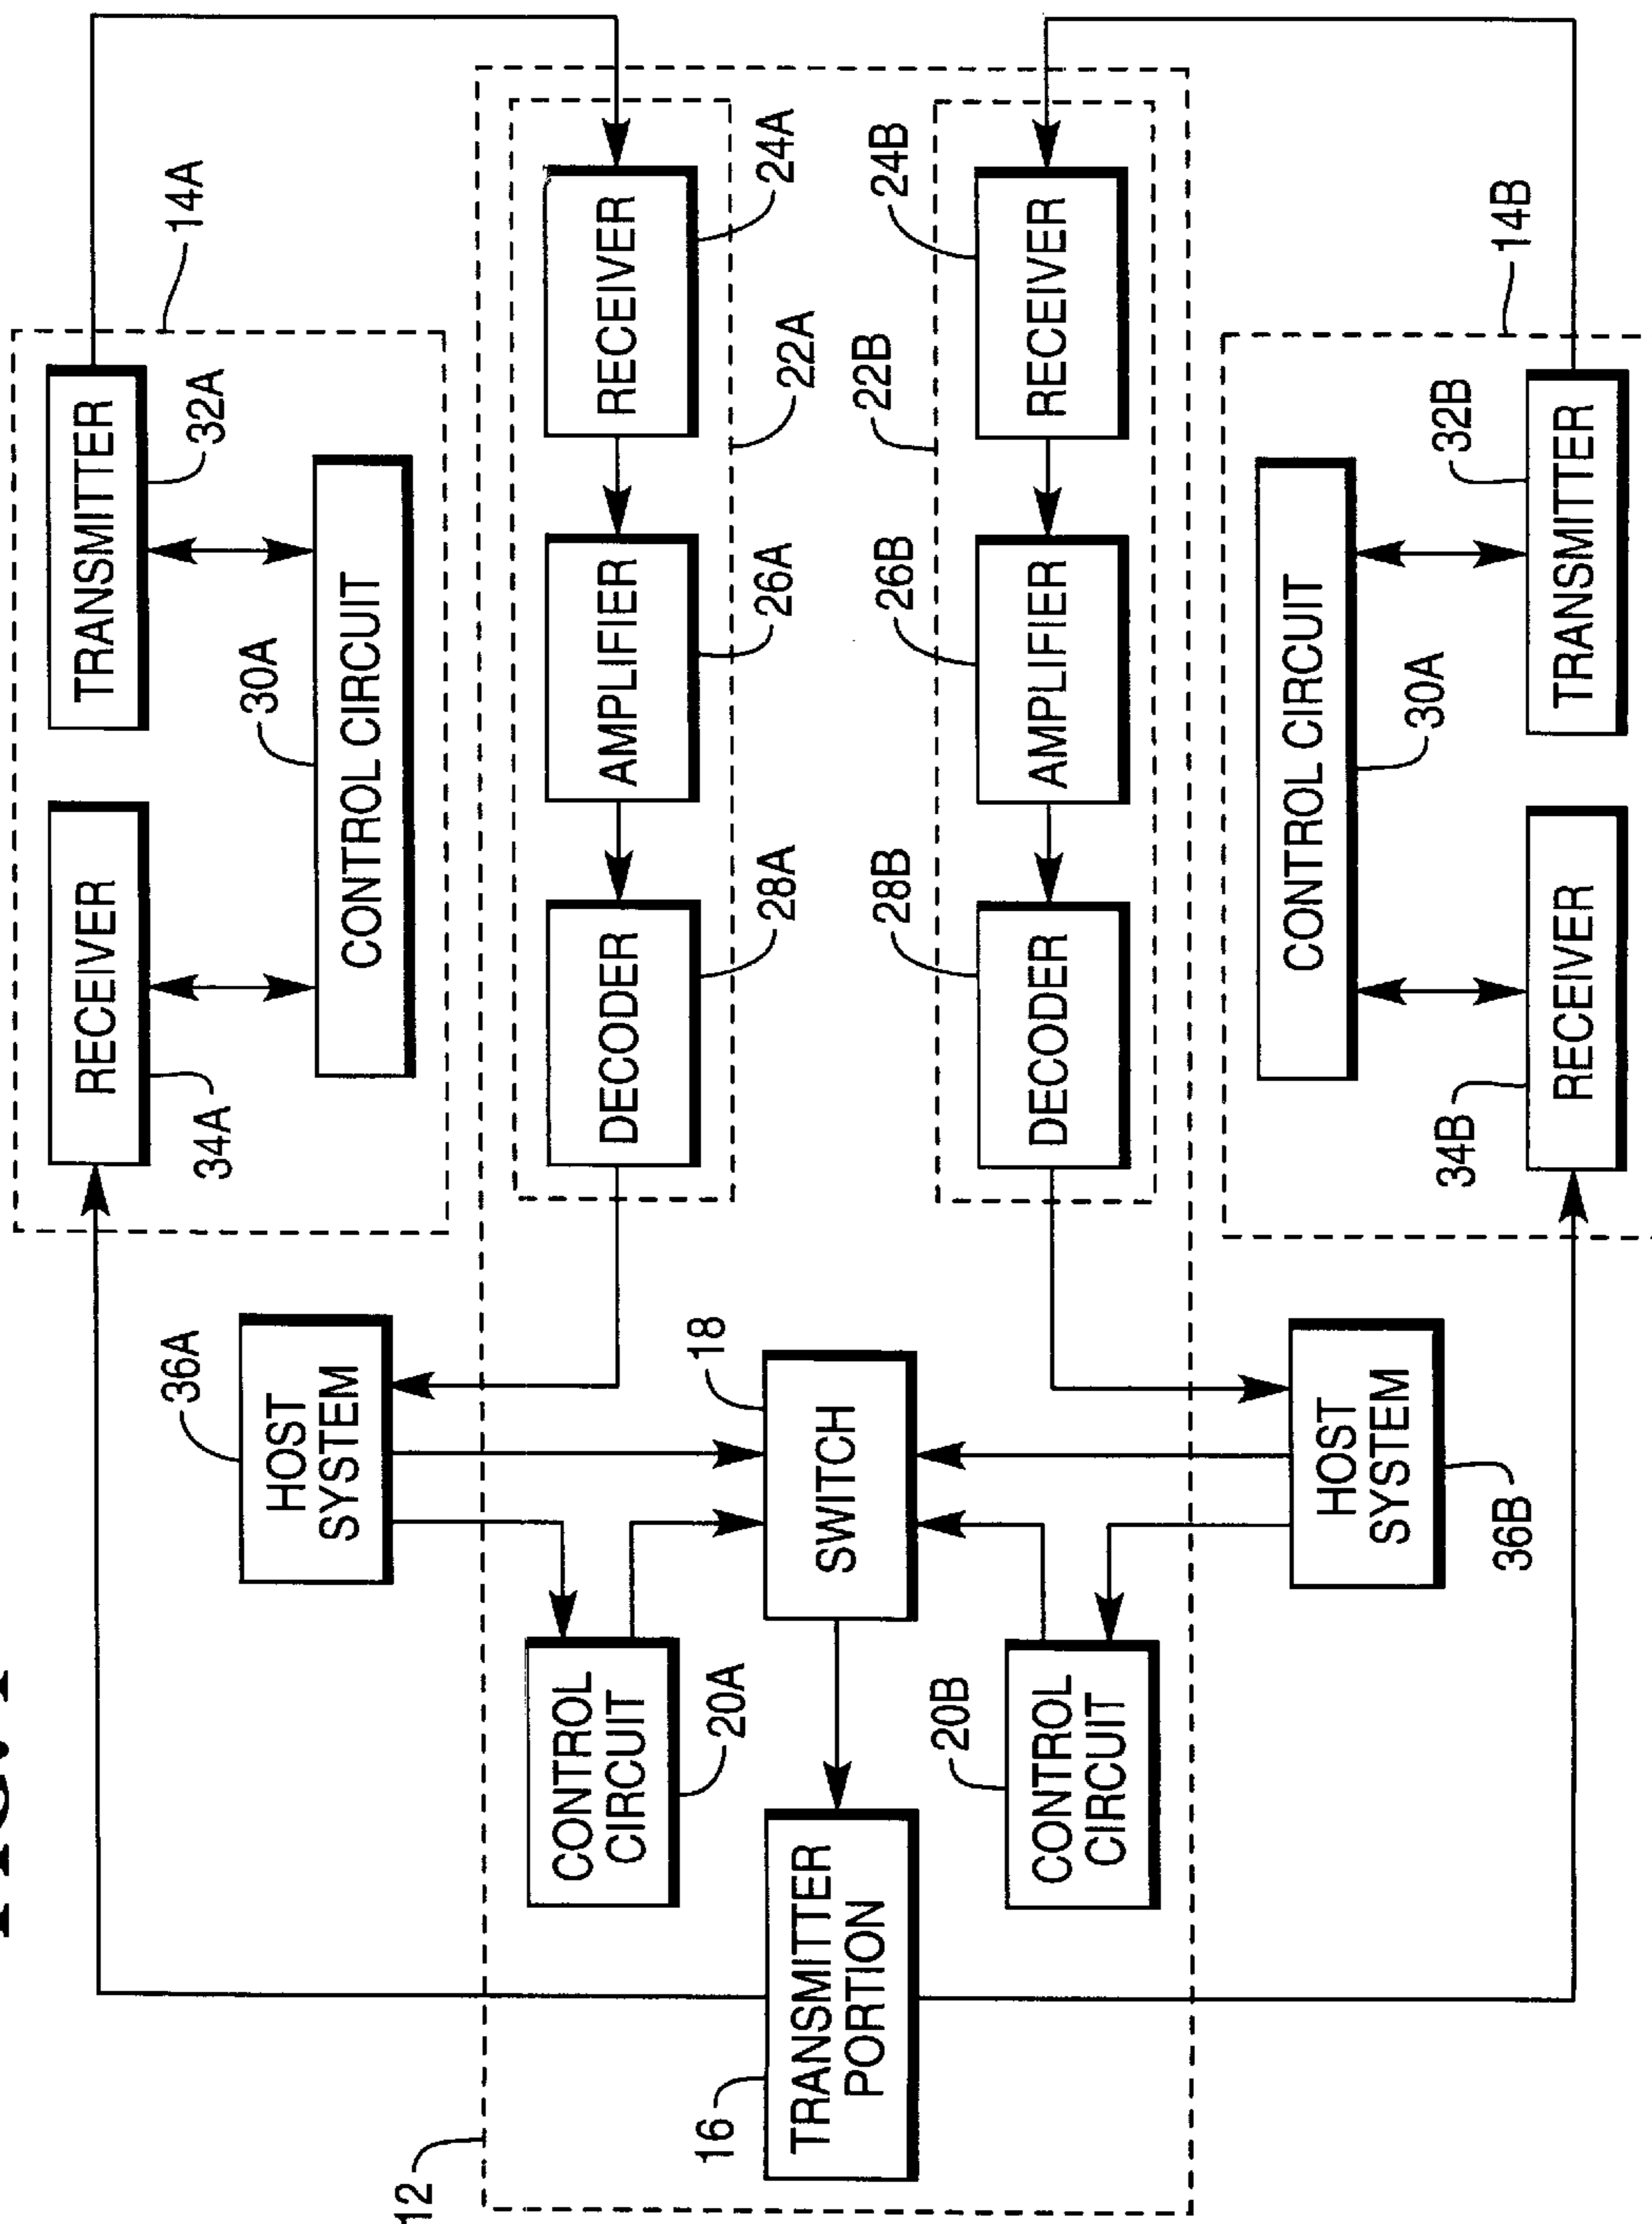 14A
TRANSMITTER
32A
RECEIVER
34A
30A
CONTROL CIRCUIT
36A
HOST
SYSTEM
12
RECEIVER
24A
22A
AMPLIFIER
26A
DECODER
28A
18
SWITCH
CONTROL
CIRCUIT
20A
16
TRANSMITTER
PORTION
24B
RECEIVER
22B
26B
AMPLIFIER
28B
DECODER
20B
CONTROL
CIRCUIT
HOST
SYSTEM
36B
14B
CONTROL CIRCUIT
30A
32B
TRANSMITTER
34B
RECEIVER